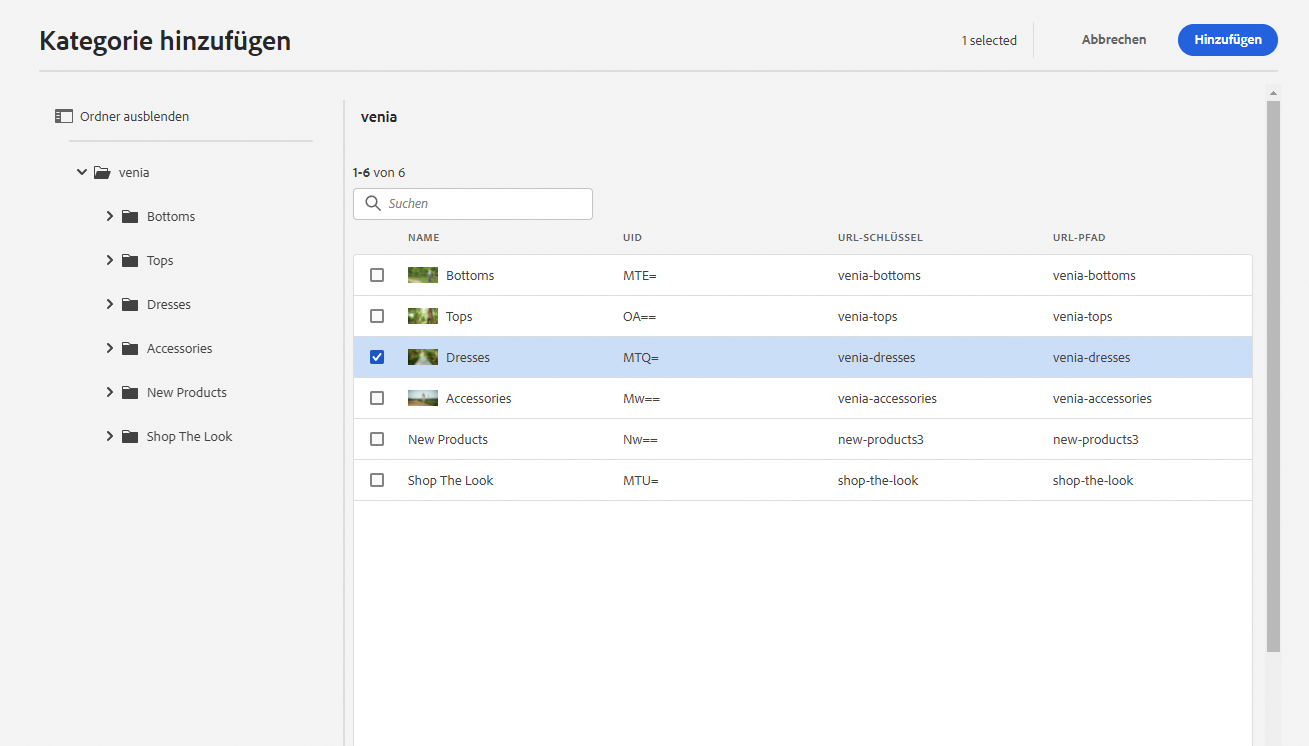 Kategorie hinzufügen
1 selected
Abbrechen
Hinzufügen
Ordner ausblenden
venia
Bottoms
Tops
Dresses
Accessories
New Products
Shop The Look
venia
1-6 von 6
Suchen
NAME UID URL-SCHLÜSSEL URL-PFAD
Bottoms MTE= venia-bottoms venia-bottoms
Tops OA== venia-tops venia-tops
Dresses MTQ= venia-dresses venia-dresses
Accessories Mw== venia-accessories venia-accessories
New Products Nw== new-products3 new-products3
Shop The Look MTU= shop-the-look shop-the-look